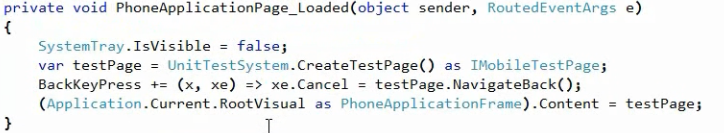 private void PhoneApplicationPage_Loaded(object sender, RoutedEventArgs e)
{
SystemTray.IsVisible = false;
var testPage = UnitTestSystem.CreateTestPage() as IMobileTestPage;
BackKeyPress += (x, xe) => xe.Cancel = testPage.NavigateBack();
(Application.Current.RootVisual as PhoneApplicationFrame).Content = testPage;
}